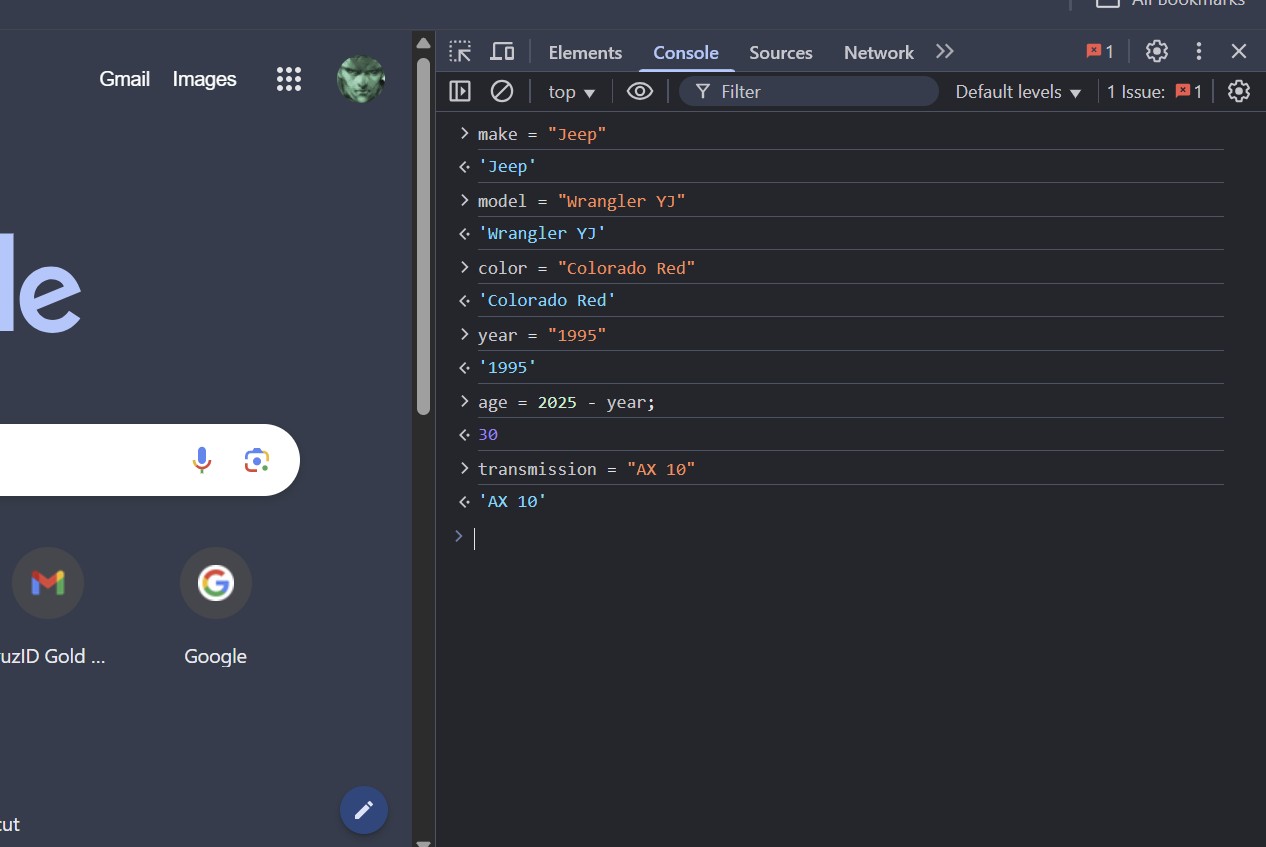 All Bookmarks
Gmail Images
le
uzID Gold ...
Google
cut
Elements Console Sources Network 1
top Filter Default levels 1 Issue: 1
> make = "Jeep"
'Jeep'
> model = "Wrangler YJ"
'Wrangler YJ'
> color = "Colorado Red"
'Colorado Red'
> year = "1995"
'1995'
> age = 2025 - year;
30
> transmission = "AX 10"
'AX 10'
>